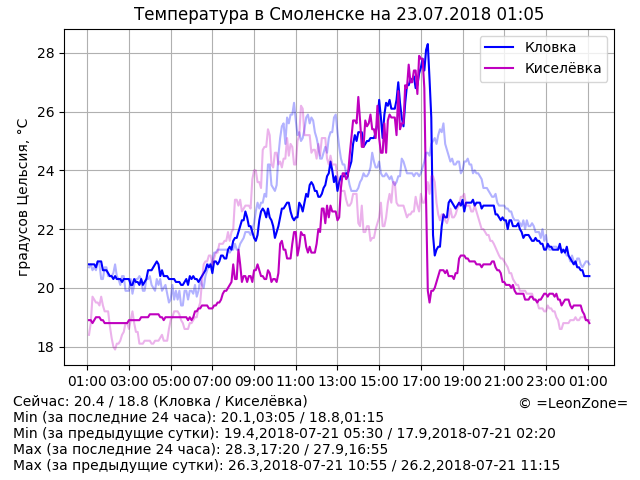 Температура в Смоленске на 23.07.2018 01:05
Кловка
Киселёвка
градусов Цельсия, °C
28
26
24
22
20
18
01:00 03:00 05:00 07:00 09:00 11:00 13:00 15:00 17:00 19:00 21:00 23:00 01:00
Сейчас: 20.4 / 18.8 (Кловка / Киселёвка)
© =LeonZone=
Min (за последние 24 часа): 20.1,03:05 / 18.8,01:15
Min (за предыдущие сутки): 19.4,2018-07-21 05:30 / 17.9,2018-07-21 02:20
Max (за последние 24 часа): 28.3,17:20 / 27.9,16:55
Max (за предыдущие сутки): 26.3,2018-07-21 10:55 / 26.2,2018-07-21 11:15